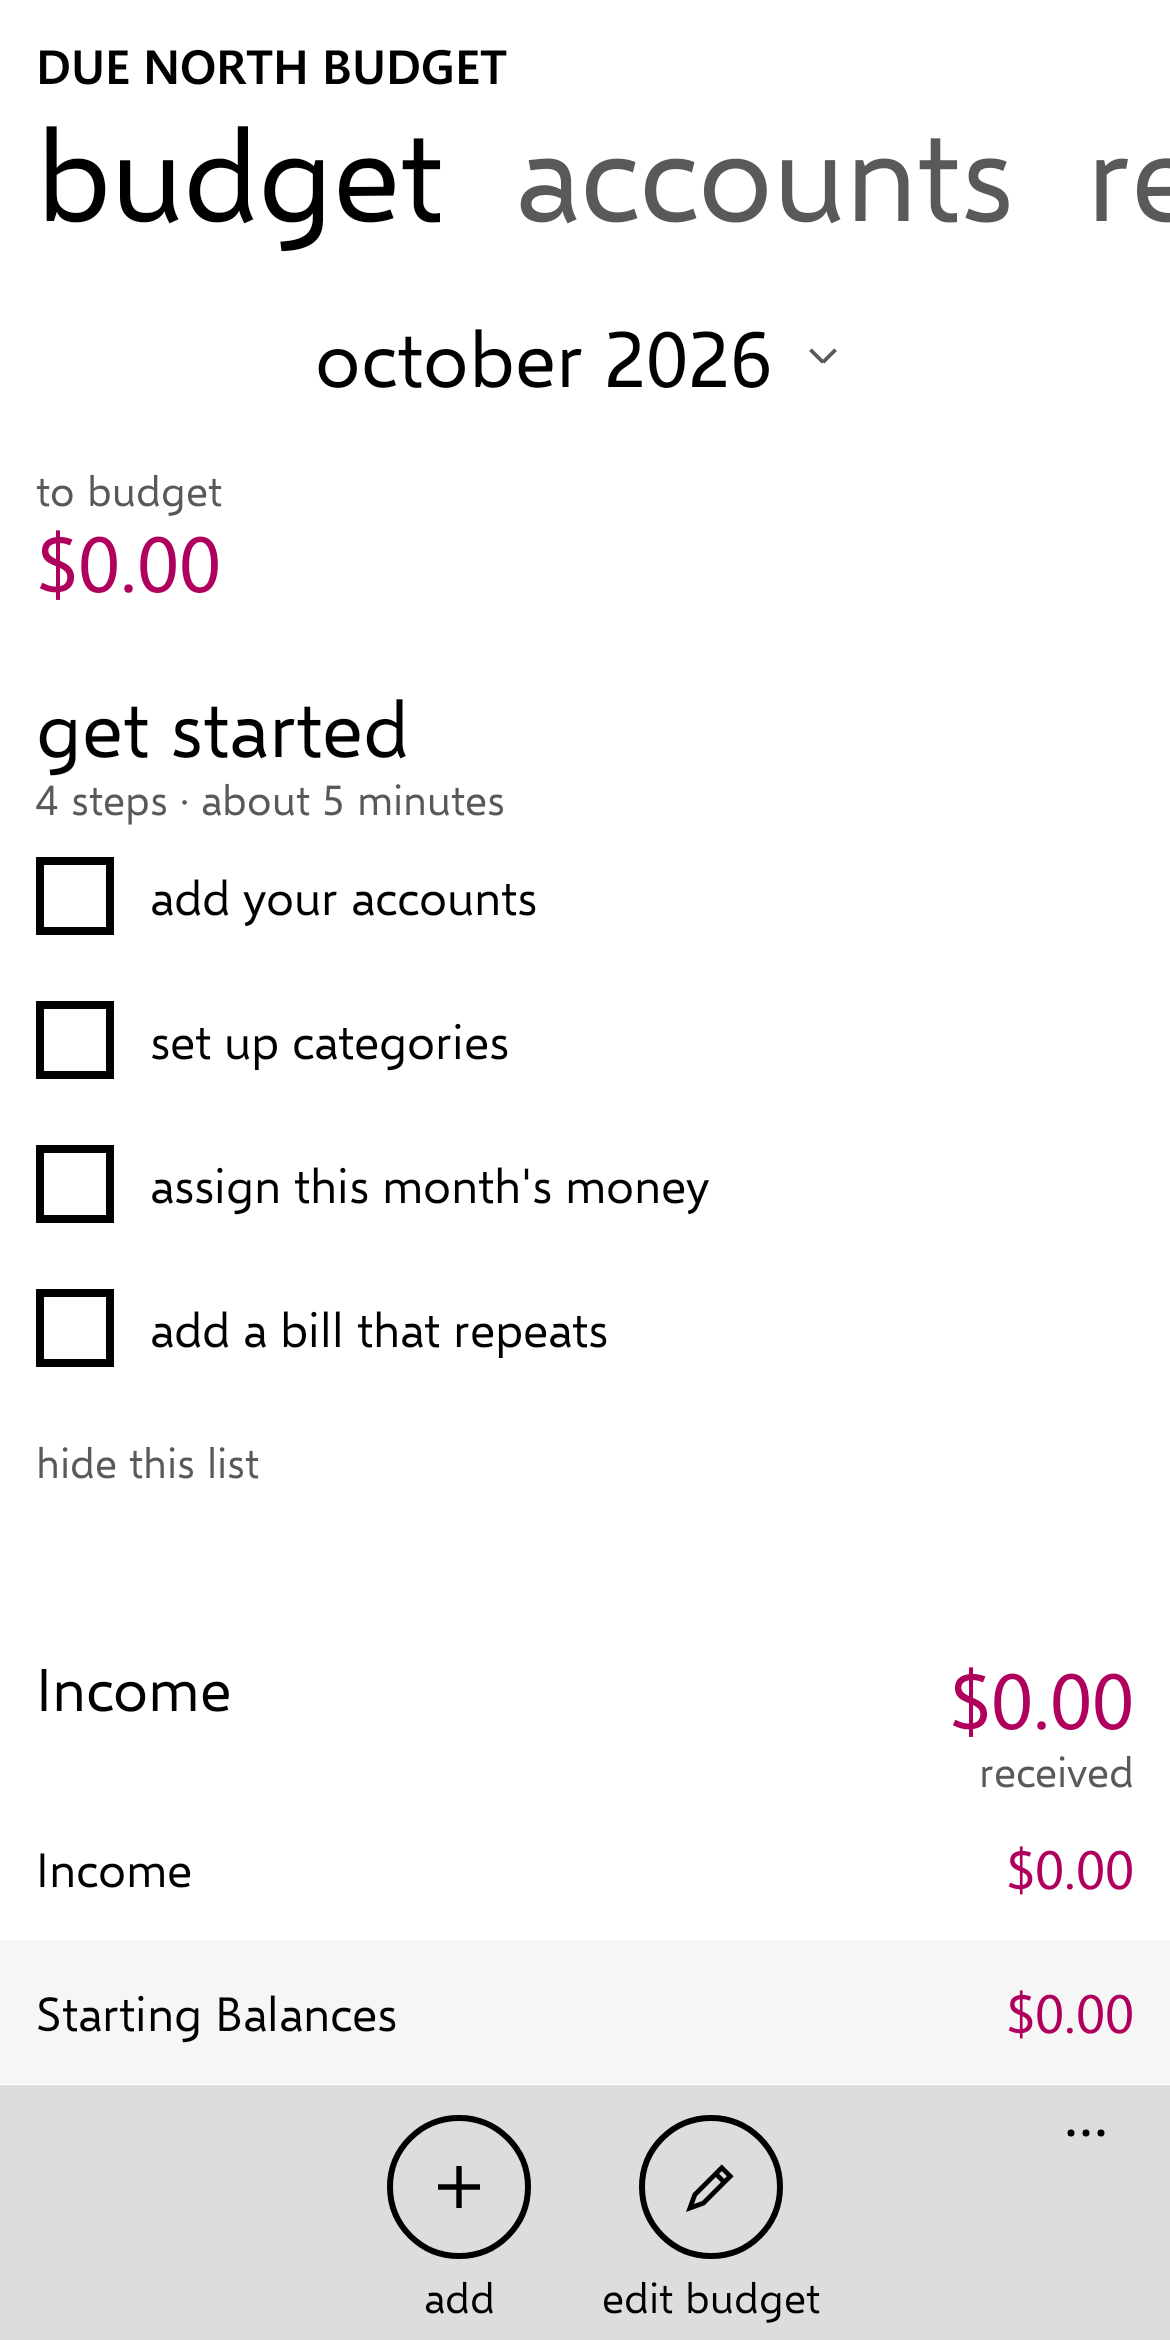 DUE NORTH BUDGET
budget accounts re
october 2026
to budget
$0.00
get started
4 steps · about 5 minutes
add your accounts
set up categories
assign this month's money
add a bill that repeats
hide this list
Income $0.00
received
Income $0.00
Starting Balances $0.00
...
add edit budget